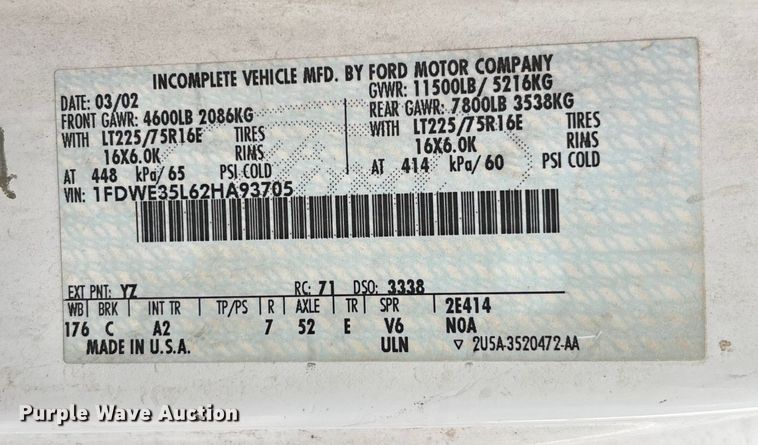 INCOMPLETE VEHICLE MFD. BY FORD MOTOR COMPANY
DATE: 03/02 GVWR: 11500LB/ 5216KG
FRONT GAWR: 4600LB 2086KG REAR GAWR: 7800LB 3538KG
WITH LT225/75R16E TIRES WITH LT225/75R16E TIRES
16X6.0K RIMS 16X6.0K RIMS
AT 448 kPa/ 65 PSI COLD AT 414 kPa/ 60 PSI COLD
VIN: 1FDWE35L62HA93705
EXT PNT: YZ RC: 71 DSO: 3338
WB BRK INT TR TP/PS R AXLE TR SPR 2E414
176 C A2 7 52 E V6 NOA
MADE IN U.S.A. ULN ▽ 2U5A-3520472-AA
Purple Wave Auction